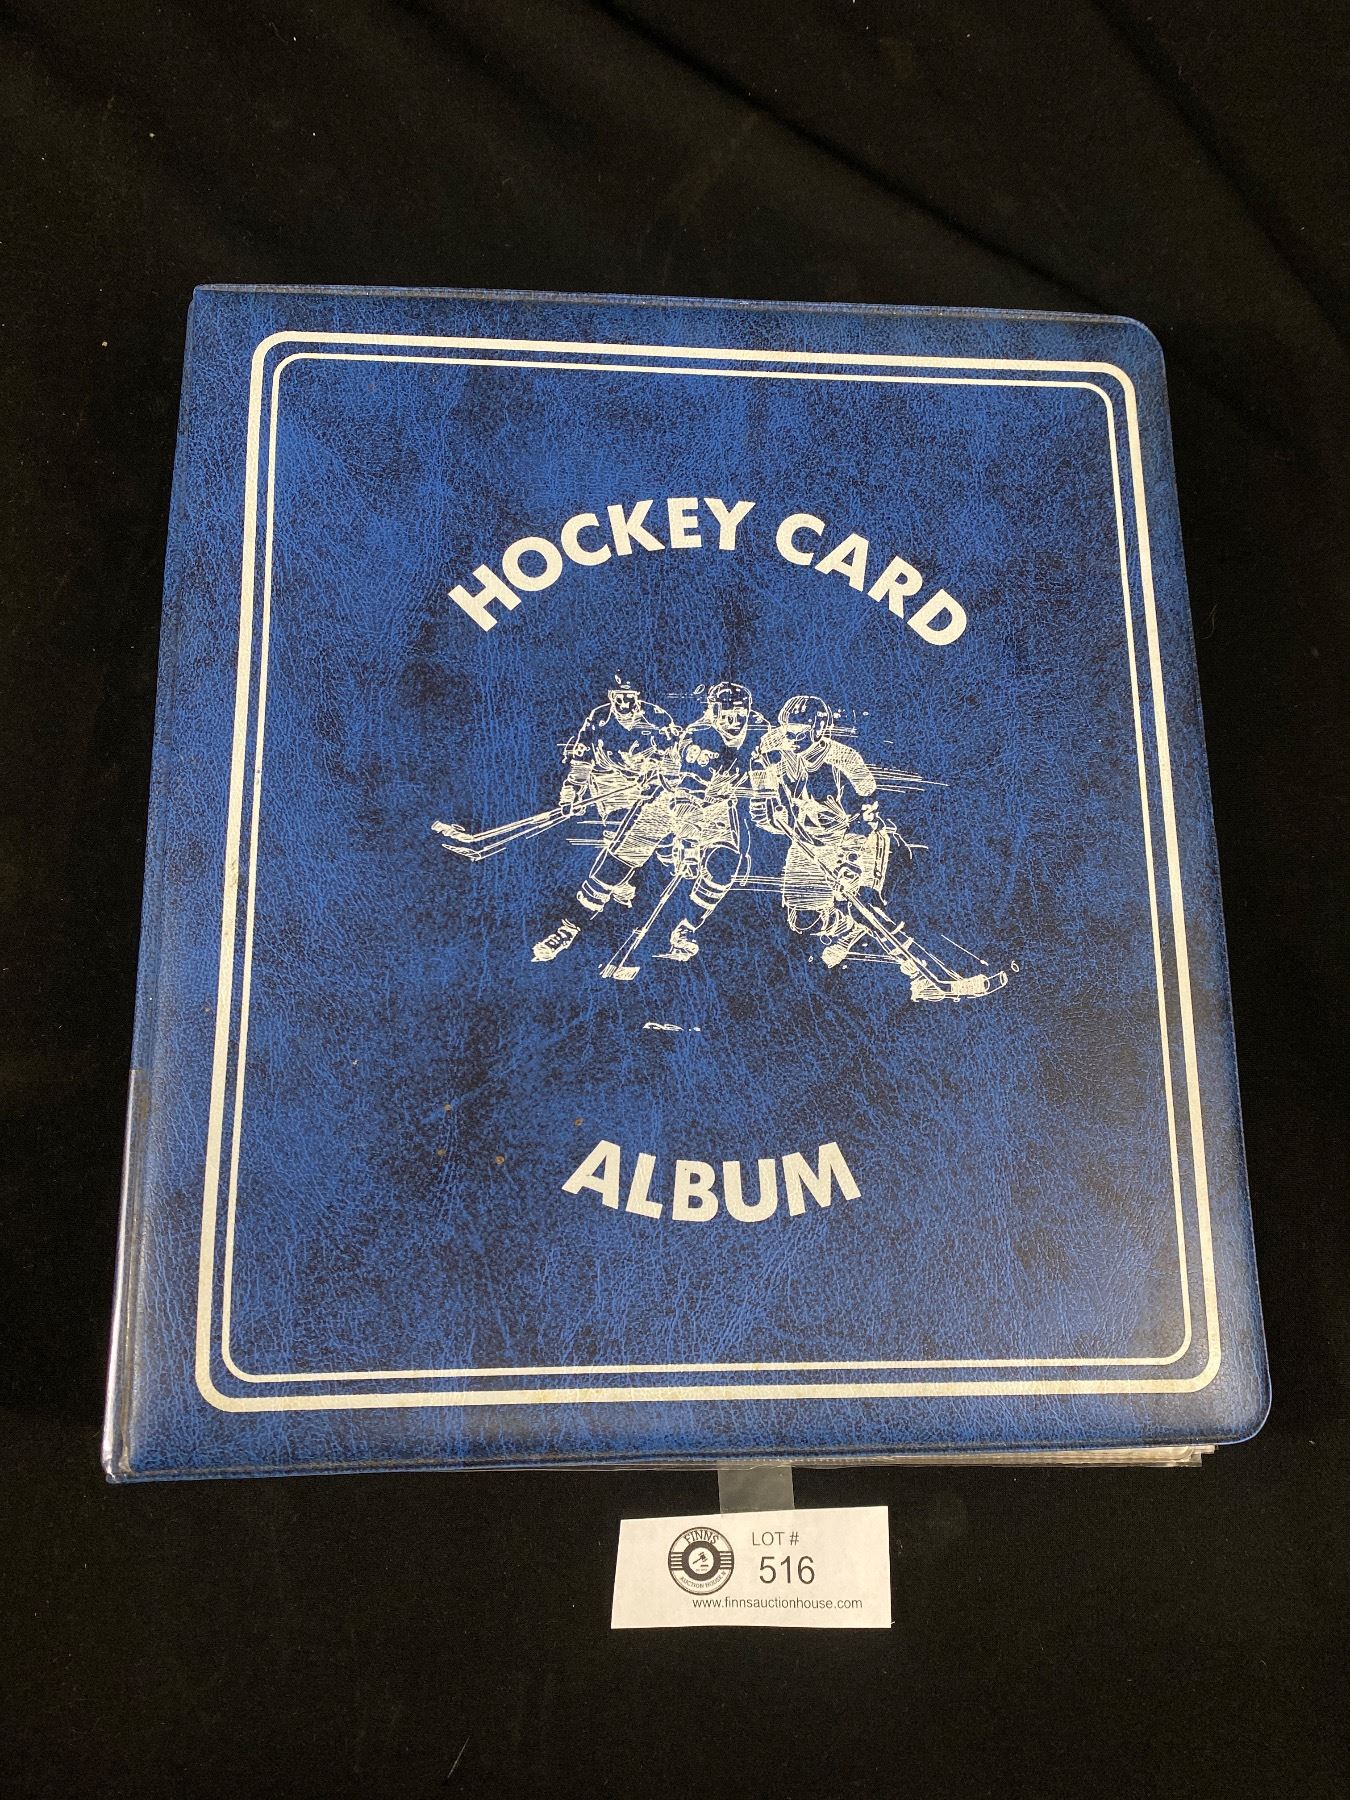 HOCKEY CARD
ALBUM
FINNS
AUCTION HOUSE
LOT #
516
www.finnsauctionhouse.com